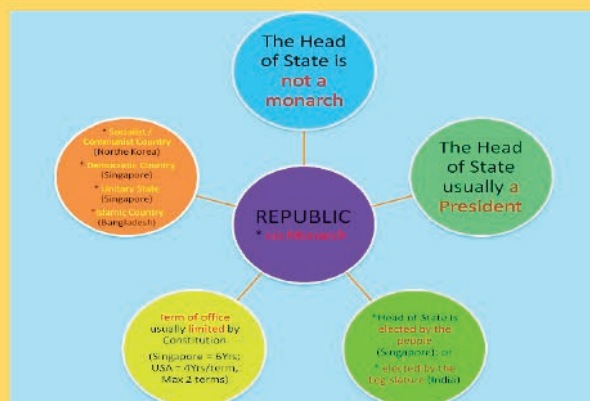 The Head
of State is
not a
monarch
* Socialist /
Communist Country
(Northe Korea)
* Democratic Country
(Singapore)
* Unitary State
(Singapore)
* Islamic Country
(Bangladesh)
The Head
of State
usually a
President
REPUBLIC
* no Monarch
Term of office
usually limited by
Constitution
(Singapore = 6Yrs;
USA = 4Yrs/term,
Max 2 terms)
*Head of State is
elected by the
people
(Singapore); or
* elected by the
Legislature (India)